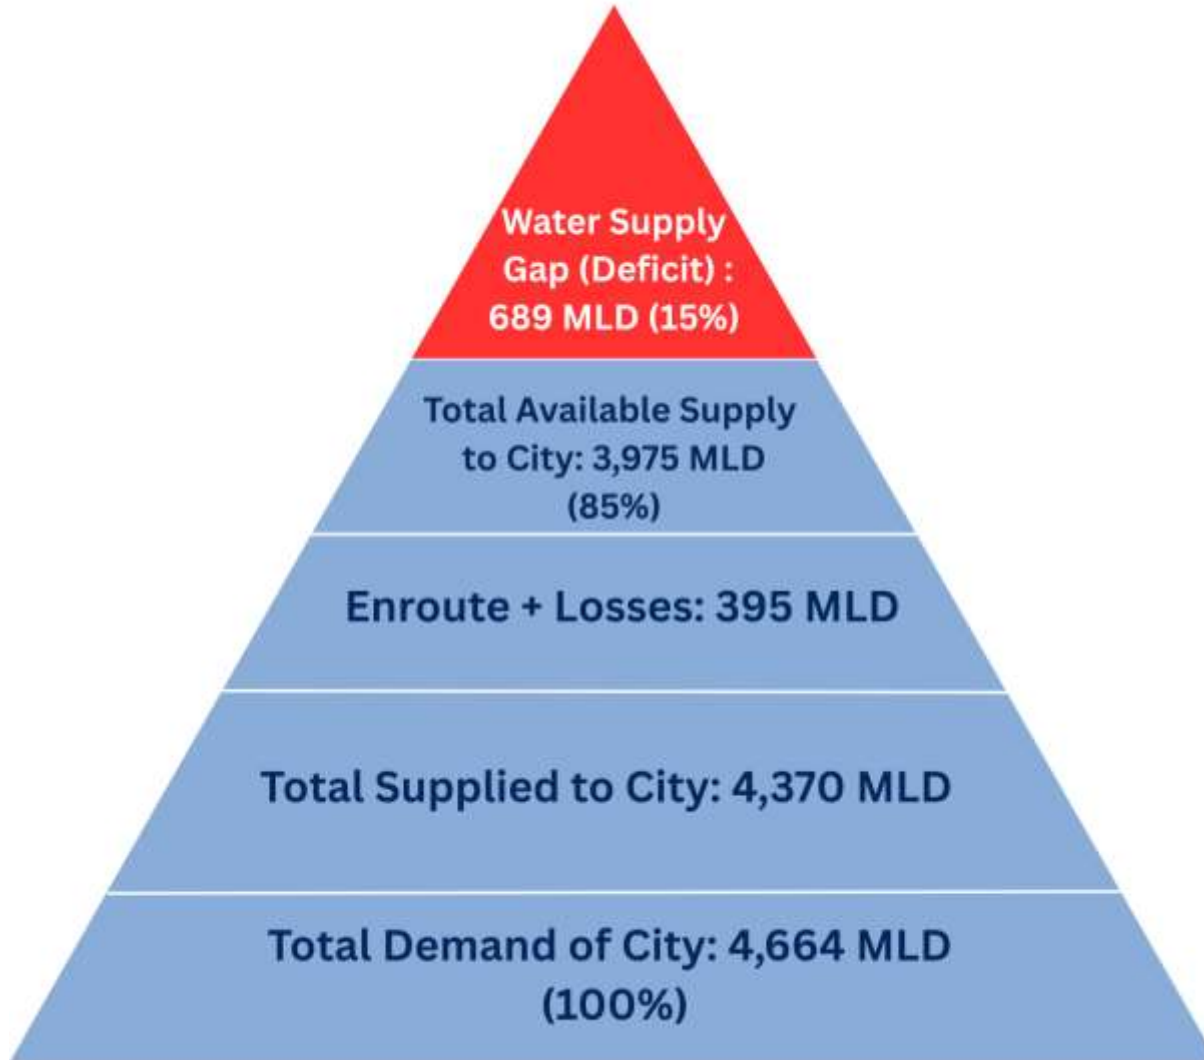 Water Supply
Gap (Deficit) :
689 MLD (15%)
Total Available Supply
to City: 3,975 MLD
(85%)
Enroute + Losses: 395 MLD
Total Supplied to City: 4,370 MLD
Total Demand of City: 4,664 MLD
(100%)